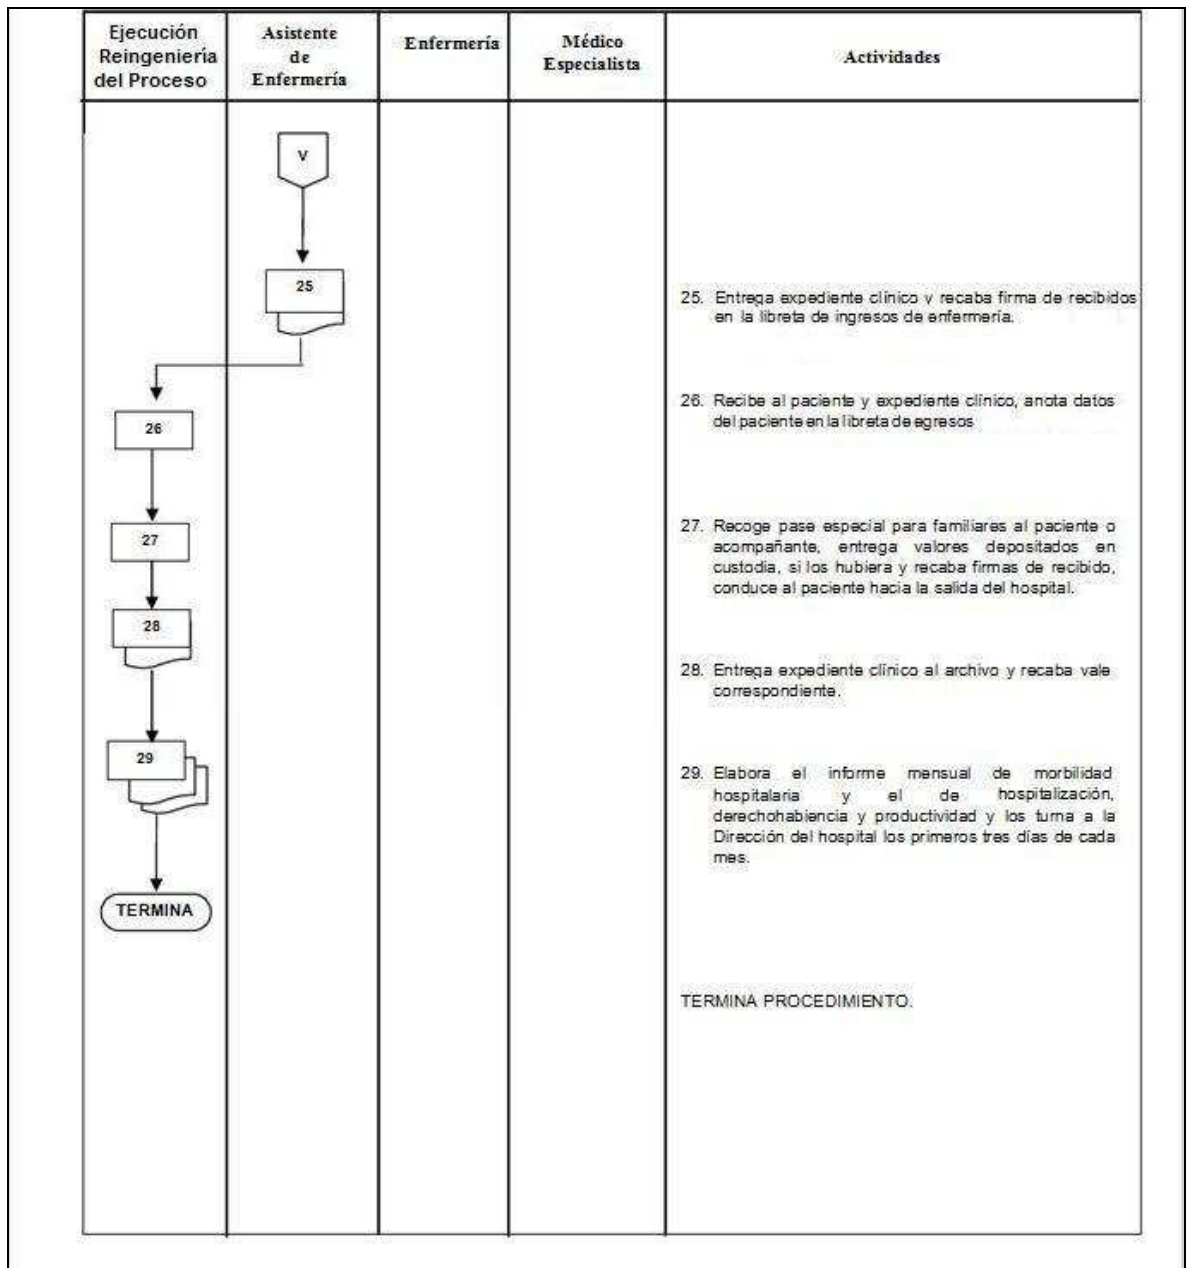 Ejecución
Reingeniería
del Proceso
Asistente
de
Enfermería
Enfermería
Médico
Especialista
Actividades
V
25
26
27
28
29
TERMINA
25. Entrega expediente clínico y recaba firma de recibidos
en la libreta de ingresos de enfermería.
26. Recibe al paciente y expediente clínico, anota datos
del paciente en la libreta de egresos
27. Recoge pase especial para familiares al paciente o
acompañante, entrega valores depositados en
custodia, si los hubiera y recaba firmas de recibido,
conduce al paciente hacia la salida del hospital.
28. Entrega expediente clínico al archivo y recaba vale
correspondiente.
29. Elabora el informe mensual de morbilidad
hospitalaria y el de hospitalización,
derechohabiencia y productividad y los turna a la
Dirección del hospital los primeros tres días de cada
mes.
TERMINA PROCEDIMIENTO.